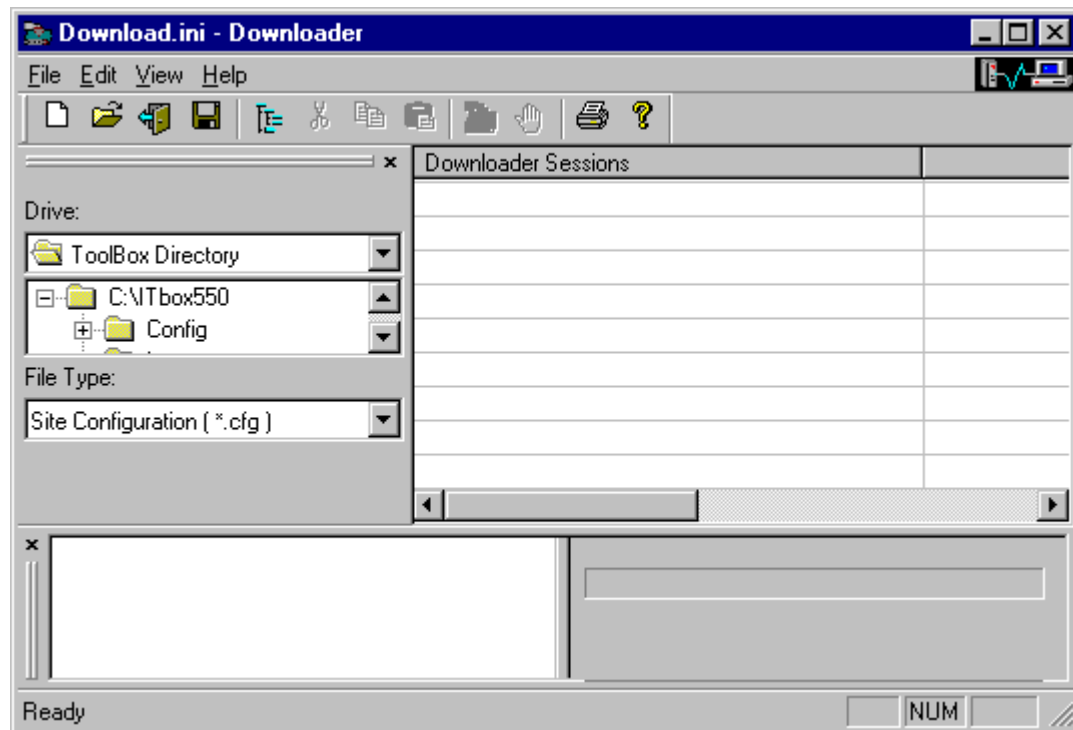 Download.ini - Downloader
File Edit View Help
Downloader Sessions
Drive:
ToolBox Directory
C:\ITbox550
Config
File Type:
Site Configuration ( *.cfg )
Ready
NUM